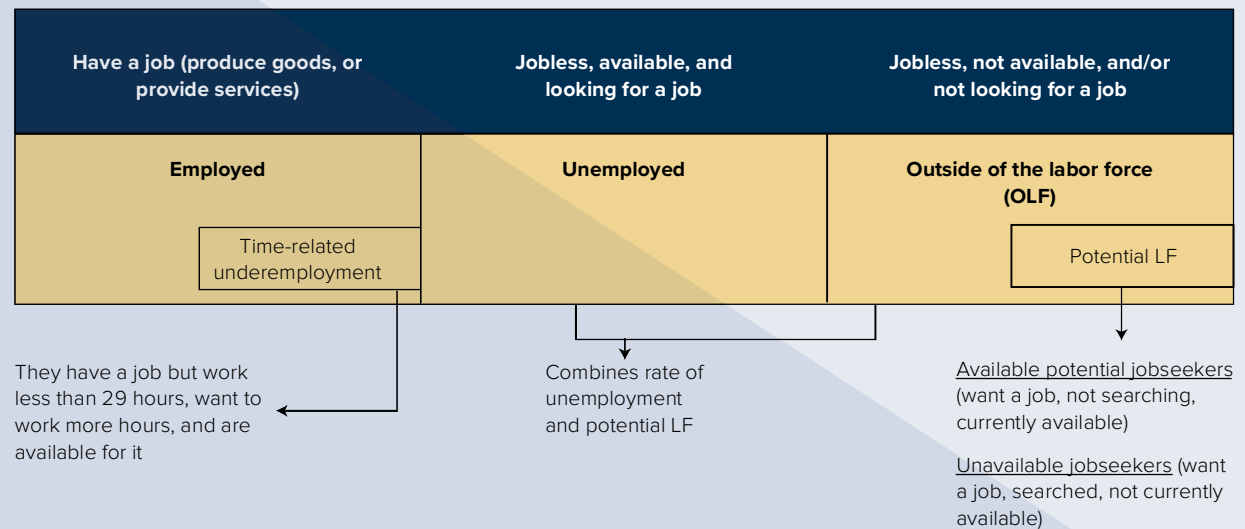 Have a job (produce goods, or
provide services)
Jobless, available, and
looking for a job
Jobless, not available, and/or
not looking for a job
Employed
Unemployed
Outside of the labor force
(OLF)
Time-related
underemployment
Potential LF
They have a job but work
less than 29 hours, want to
work more hours, and are
available for it
Combines rate of
unemployment
and potential LF
Available potential jobseekers
(want a job, not searching,
currently available)
Unavailable jobseekers (want
a job, searched, not currently
available)